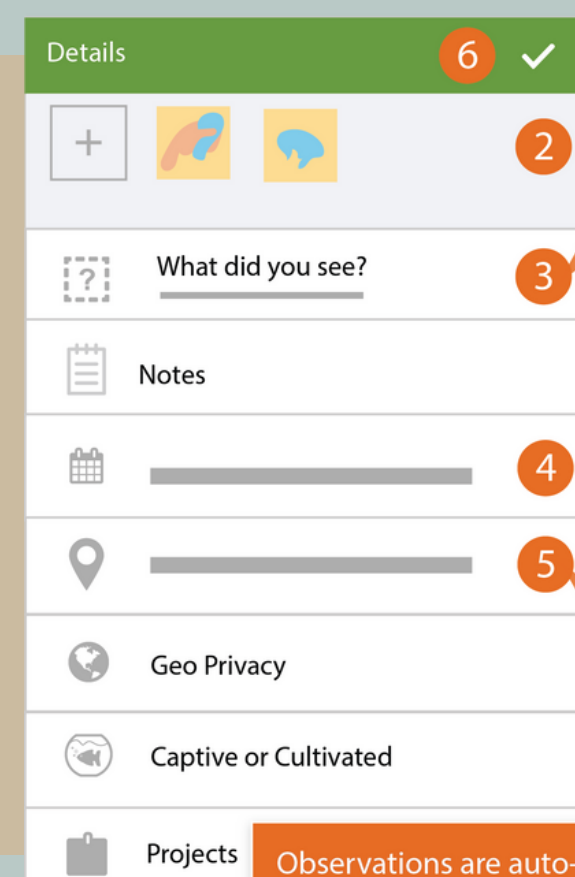 Details 6
+ 2
? What did you see? 3
Notes
4
5
Geo Privacy
Captive or Cultivated
Projects
Observations are auto-